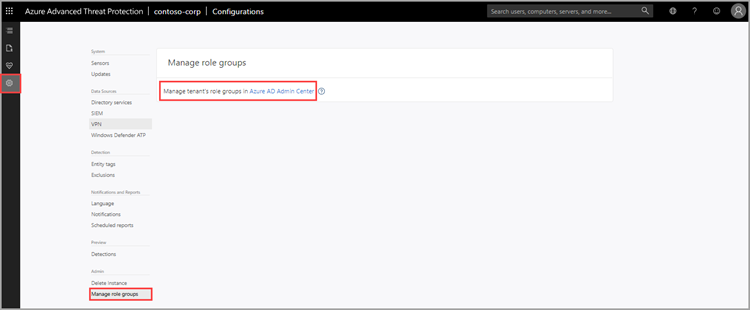 Azure Advanced Threat Protection | contoso-corp | Configurations
Search users, computers, servers, and more...
?
System
Sensors
Updates
Data Sources
Directory services
SIEM
VPN
Windows Defender ATP
Detection
Entity tags
Exclusions
Notifications and Reports
Language
Notifications
Scheduled reports
Preview
Detections
Admin
Delete instance
Manage role groups
Manage role groups
Manage tenant's role groups in Azure AD Admin Center ?